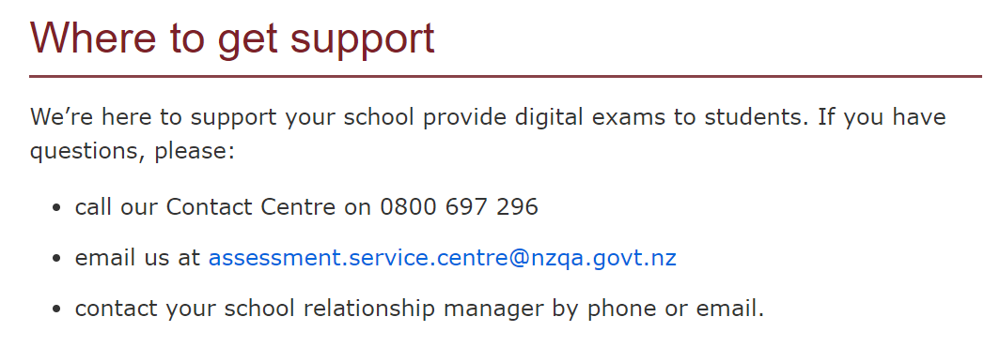 Where to get support
We’re here to support your school provide digital exams to students. If you have
questions, please:
• call our Contact Centre on 0800 697 296
• email us at assessment.service.centre@nzqa.govt.nz
• contact your school relationship manager by phone or email.